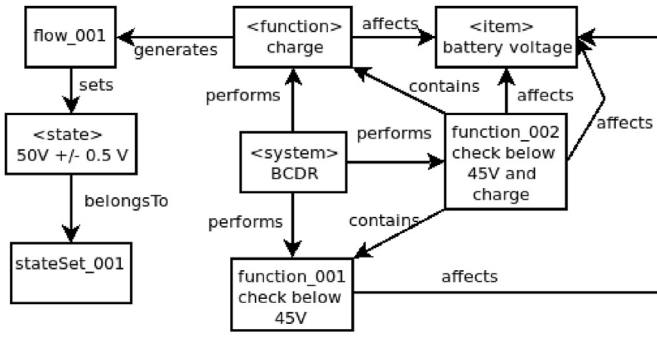 flow_001
generates
<function>
charge
affects
<item>
battery voltage
sets
performs
contains
affects
affects
<state>
50V +/- 0.5 V
<system>
BCDR
performs
function_002
check below
45V and
charge
belongsTo
performs
contains
stateSet_001
function_001
check below
45V
affects